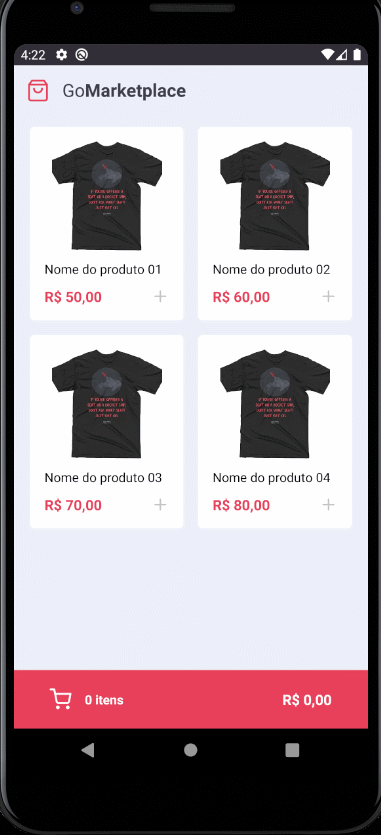 4:22
GoMarketplace
Nome do produto 01
Nome do produto 02
R$ 50,00 +
R$ 60,00 +
Nome do produto 03
Nome do produto 04
R$ 70,00 +
R$ 80,00 +
0 itens
R$ 0,00